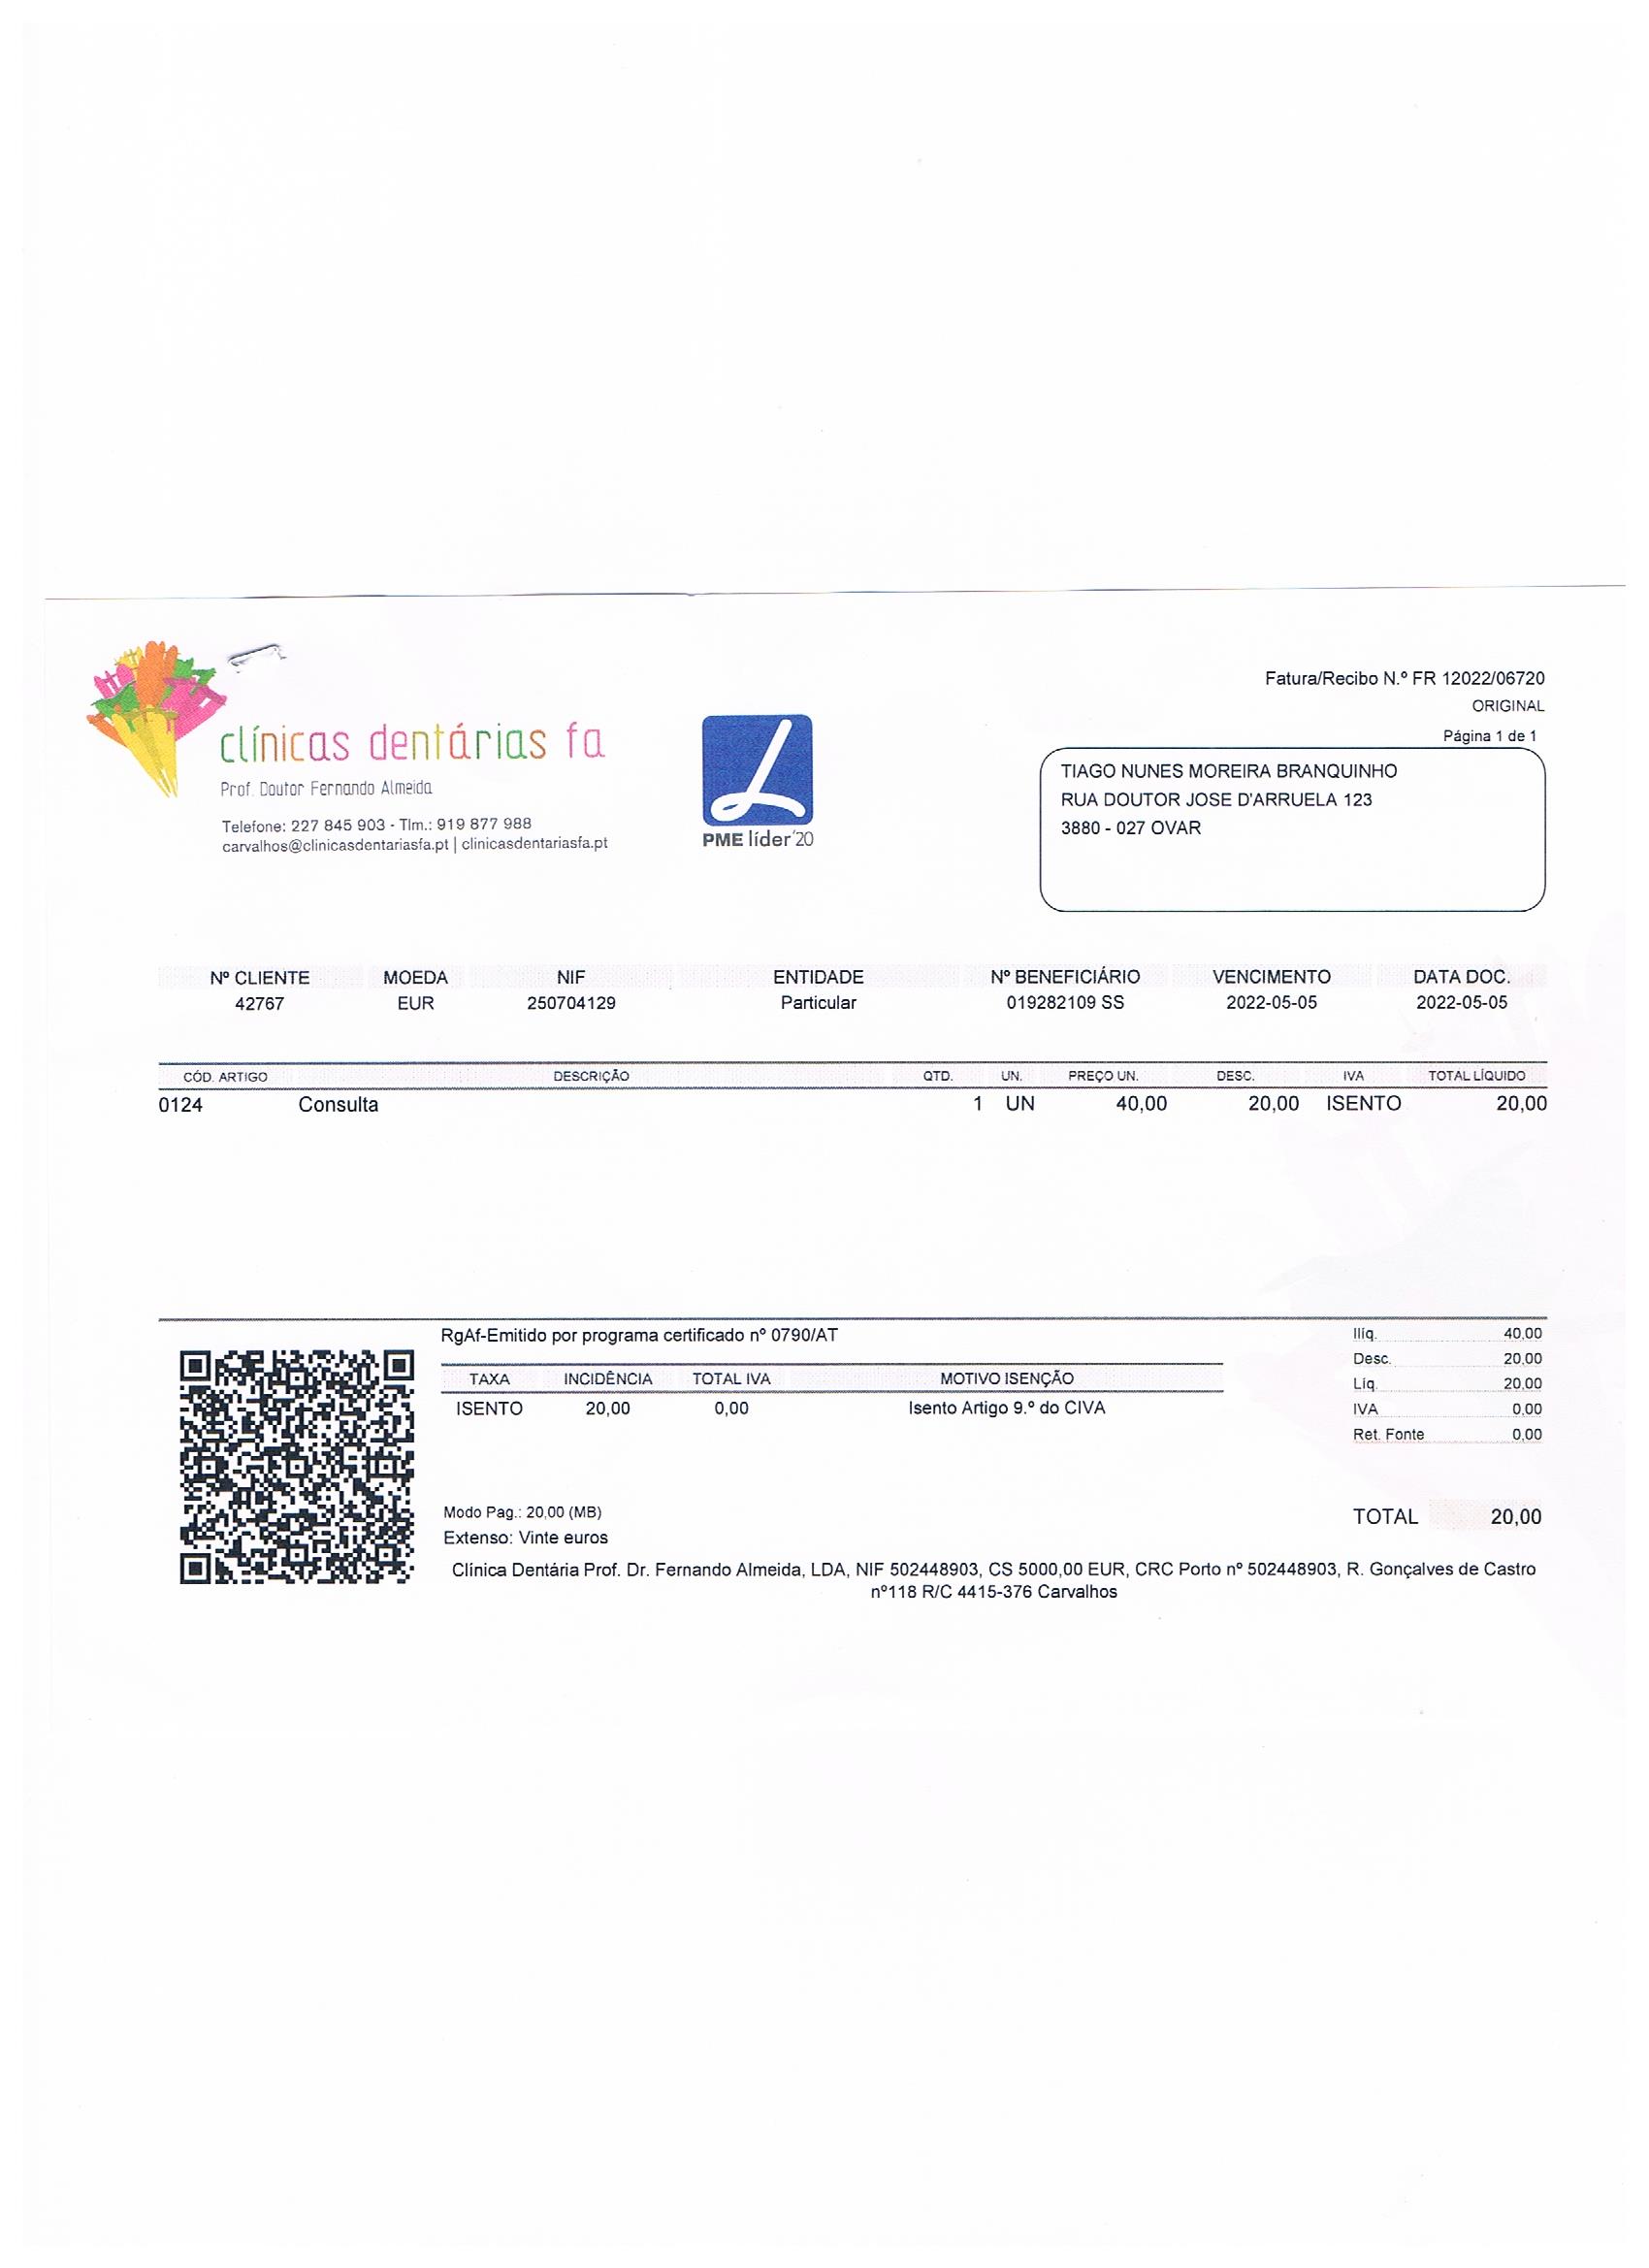 Fatura/Recibo N.º FR 12022/06720
ORIGINAL
Página 1 de 1
clínicas dentárias fa
Prof. Doutor Fernando Almeida
Telefone: 227 845 903 - Tlm.: 919 877 988
carvalhos@clinicasdentariasfa.pt | clinicasdentariasfa.pt
PME líder'20
TIAGO NUNES MOREIRA BRANQUINHO
RUA DOUTOR JOSE D'ARRUELA 123
3880 - 027 OVAR
Nº CLIENTE MOEDA NIF ENTIDADE Nº BENEFICIÁRIO VENCIMENTO DATA DOC.
42767 EUR 250704129 Particular 019282109 SS 2022-05-05 2022-05-05
CÓD. ARTIGO DESCRIÇÃO QTD. UN. PREÇO UN. DESC. IVA TOTAL LÍQUIDO
0124 Consulta 1 UN 40,00 20,00 ISENTO 20,00
RgAf-Emitido por programa certificado nº 0790/AT
TAXA INCIDÊNCIA TOTAL IVA MOTIVO ISENÇÃO
ISENTO 20,00 0,00 Isento Artigo 9.º do CIVA
Ilíq. 40,00
Desc. 20,00
Líq. 20,00
IVA 0,00
Ret. Fonte 0,00
Modo Pag.: 20,00 (MB)
Extenso: Vinte euros
TOTAL 20,00
Clínica Dentária Prof. Dr. Fernando Almeida, LDA, NIF 502448903, CS 5000,00 EUR, CRC Porto nº 502448903, R. Gonçalves de Castro
nº118 R/C 4415-376 Carvalhos